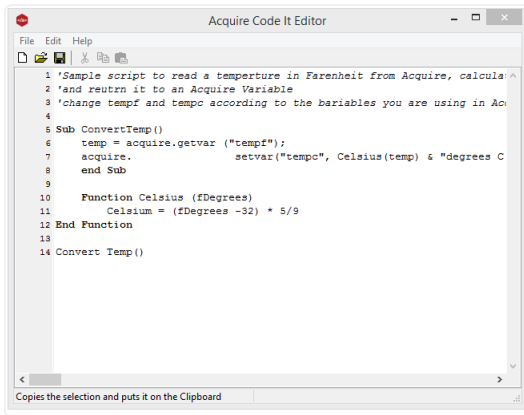 Acquire Code It Editor
File Edit Help
1 'Sample script to read a temperture in Farenheit from Acquire, calcula
2 'and reutrn it to an Acquire Variable
3 'change tempf and tempc according to the bariables you are using in Ac
4
5 Sub ConvertTemp()
6 temp = acquire.getvar ("tempf");
7 acquire. setvar("tempc", Celsius(temp) & "degrees C
8 end Sub
9
10 Function Celsius (fDegrees)
11 Celsium = (fDegrees -32) * 5/9
12 End Function
13
14 Convert Temp()
Copies the selection and puts it on the Clipboard